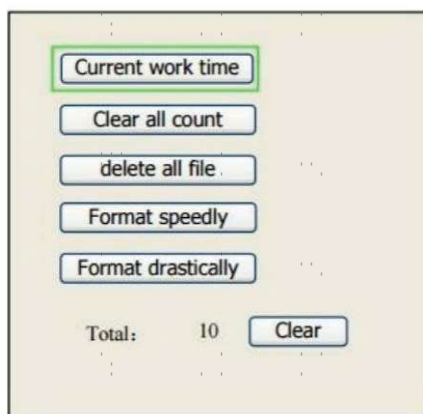 Current work time
Clear all count
delete all file
Format speedly
Format drastically
Total: 10 Clear